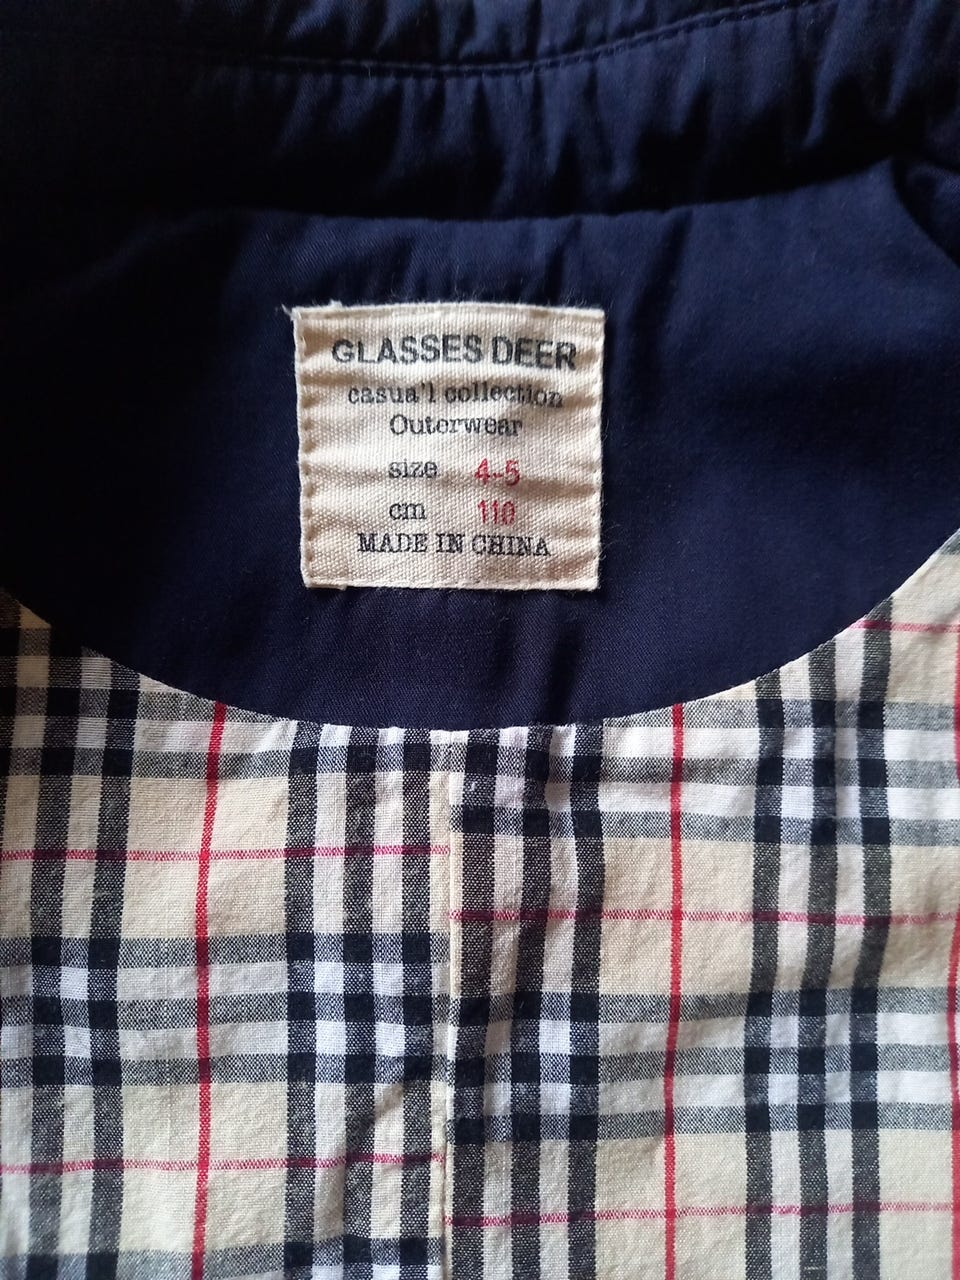 GLASSES DEER
casua'l collection
Outerwear
size 4-5
cm 110
MADE IN CHINA